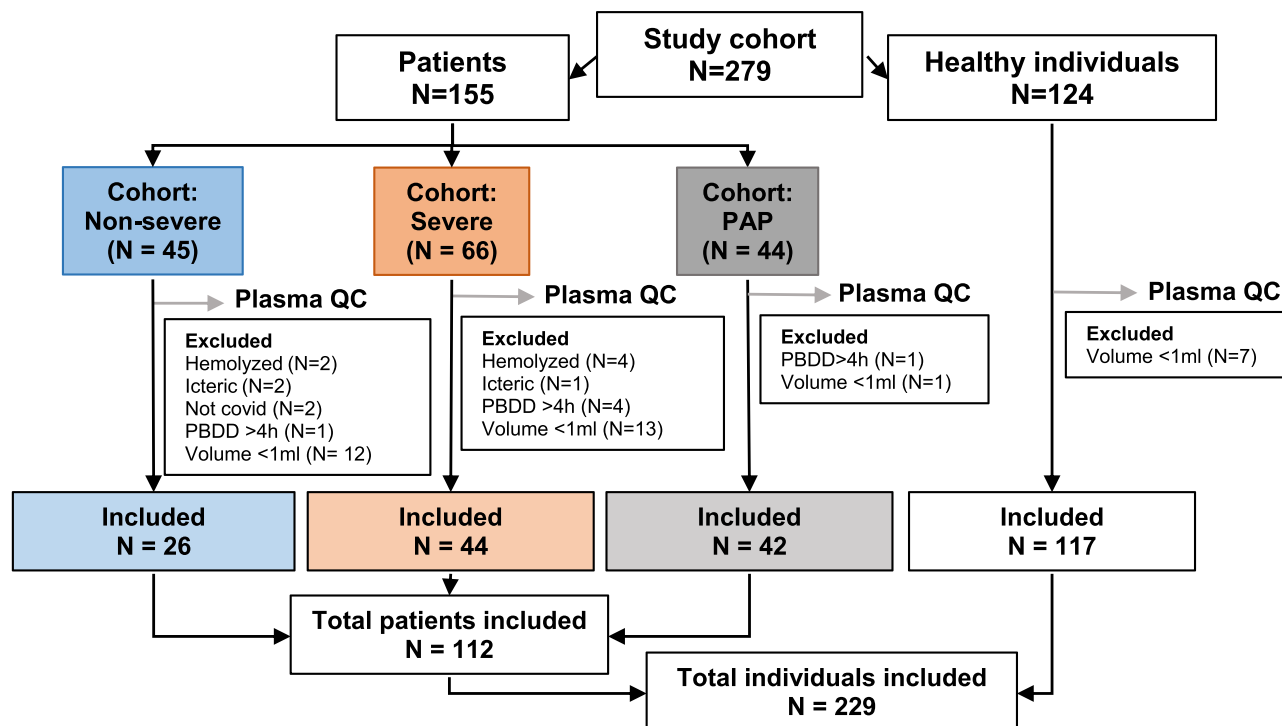 Study cohort
N=279
Patients
N=155
Healthy individuals
N=124
Cohort:
Non-severe
(N = 45)
Cohort:
Severe
(N = 66)
Cohort:
PAP
(N = 44)
Plasma QC
Plasma QC
Plasma QC
Plasma QC
Excluded
Hemolyzed (N=2)
Icteric (N=2)
Not covid (N=2)
PBDD >4h (N=1)
Volume <1ml (N= 12)
Excluded
Hemolyzed (N=4)
Icteric (N=1)
PBDD >4h (N=4)
Volume <1ml (N=13)
Excluded
PBDD>4h (N=1)
Volume <1ml (N=1)
Excluded
Volume <1ml (N=7)
Included
N = 26
Included
N = 44
Included
N = 42
Included
N = 117
Total patients included
N = 112
Total individuals included
N = 229